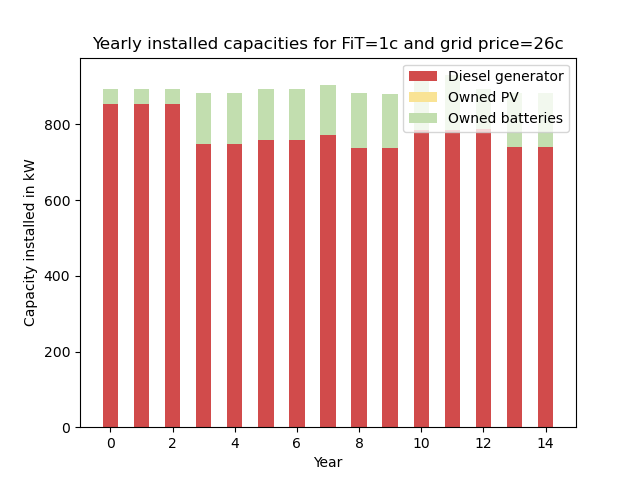 Yearly installed capacities for FiT=1c and grid price=26c
Diesel generator
Owned PV
Owned batteries
Capacity installed in kW
800
600
400
200
0
0 2 4 6 8 10 12 14
Year